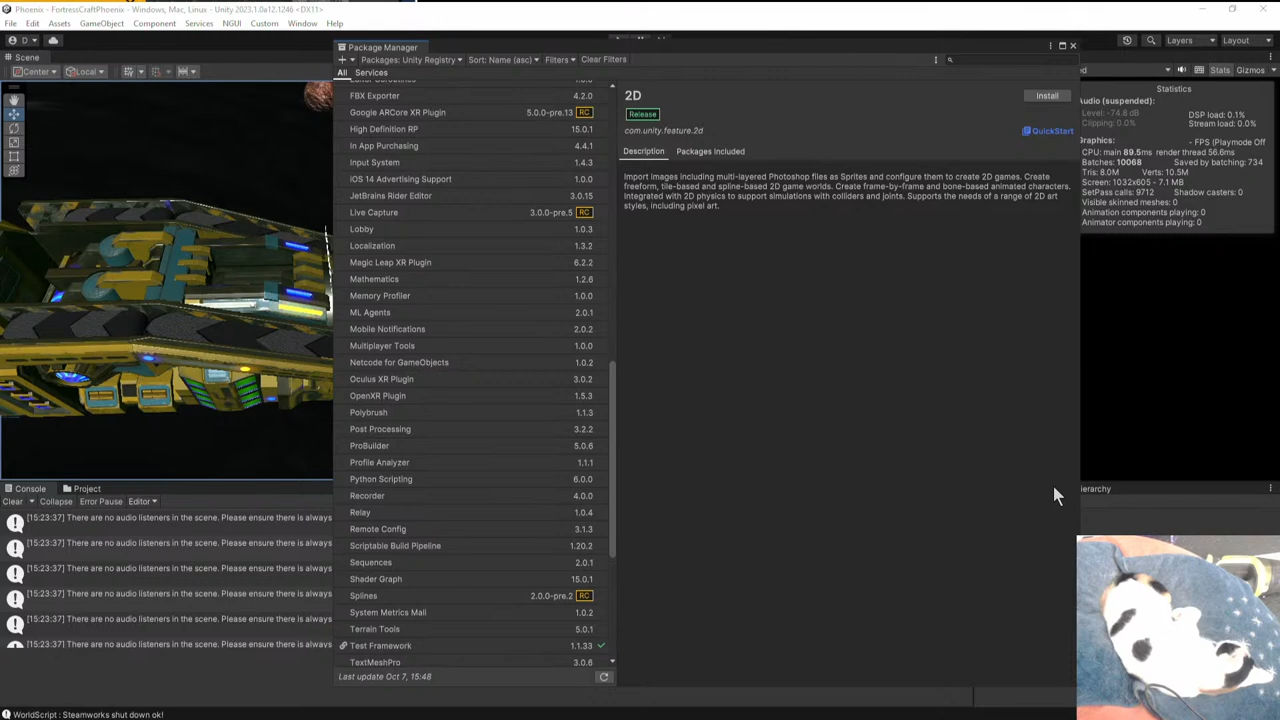 Phoenix - FortressCraftPhoenix - Windows, Mac, Linux - Unity 2023.1.0a12.1246 <DX11>
File Edit Assets GameObject Component Services NGUI Custom Window Help
D Layers Layout
Scene
Center Local
Package Manager
Packages: Unity Registry Sort: Name (asc) Filters Clear Filters
All Services
FBX Exporter 4.2.0
Google ARCore XR Plugin 5.0.0-pre.13 RC
High Definition RP 15.0.1
In App Purchasing 4.4.1
Input System 1.4.3
iOS 14 Advertising Support 1.0.0
JetBrains Rider Editor 3.0.15
Live Capture 3.0.0-pre.5 RC
Lobby 1.0.3
Localization 1.3.2
Magic Leap XR Plugin 6.2.2
Mathematics 1.2.6
Memory Profiler 1.0.0
ML Agents 2.0.1
Mobile Notifications 2.0.2
Multiplayer Tools 1.0.0
Netcode for GameObjects 1.0.2
Oculus XR Plugin 3.0.2
OpenXR Plugin 1.5.3
Polybrush 1.1.3
Post Processing 3.2.2
ProBuilder 5.0.6
Profile Analyzer 1.1.1
Python Scripting 6.0.0
Recorder 4.0.0
Relay 1.0.4
Remote Config 3.1.3
Scriptable Build Pipeline 1.20.2
Sequences 2.0.1
Shader Graph 15.0.1
Splines 2.0.0-pre.2 RC
System Metrics Mali 1.0.2
Terrain Tools 5.0.1
Test Framework 1.1.33
TextMeshPro 3.0.6
Last update Oct 7, 15:48
2D
Install
Release
com.unity.feature.2d
QuickStart
Description Packages Included
Import Images including multi-layered Photoshop files as Sprites and configure them to create 2D games. Create
freeform, tile-based and spline-based 2D game worlds. Create frame-by-frame and bone-based animated characters.
Integrated with 2D physics to support simulations with colliders and joints. Supports the needs of a range of 2D art
styles, including pixel art.
Stats Gizmos
Statistics
Audio (suspended):
Level: -74.8 dB DSP load: 0.1%
Clipping: 0.0% Stream load: 0.0%
Graphics: - FPS (Playmode Off
CPU: main 89.5ms render thread 56.6ms
Batches: 10068 Saved by batching: 734
Tris: 8.0M Verts: 10.5M
Screen: 1032x605 - 7.1 MB
SetPass calls: 9712 Shadow casters: 0
Visible skinned meshes: 0
Animation components playing: 0
Animator components playing: 0
Console Project
Clear Collapse Error Pause Editor
[15:23:37] There are no audio listeners in the scene. Please ensure there is always
[15:23:37] There are no audio listeners in the scene. Please ensure there is always
[15:23:37] There are no audio listeners in the scene. Please ensure there is always
[15:23:37] There are no audio listeners in the scene. Please ensure there is always
[15:23:37] There are no audio listeners in the scene. Please ensure there is always
[15:23:37] There are no audio listeners in the scene. Please ensure there is always
erarchy
WorldScript : Steamworks shut down ok!